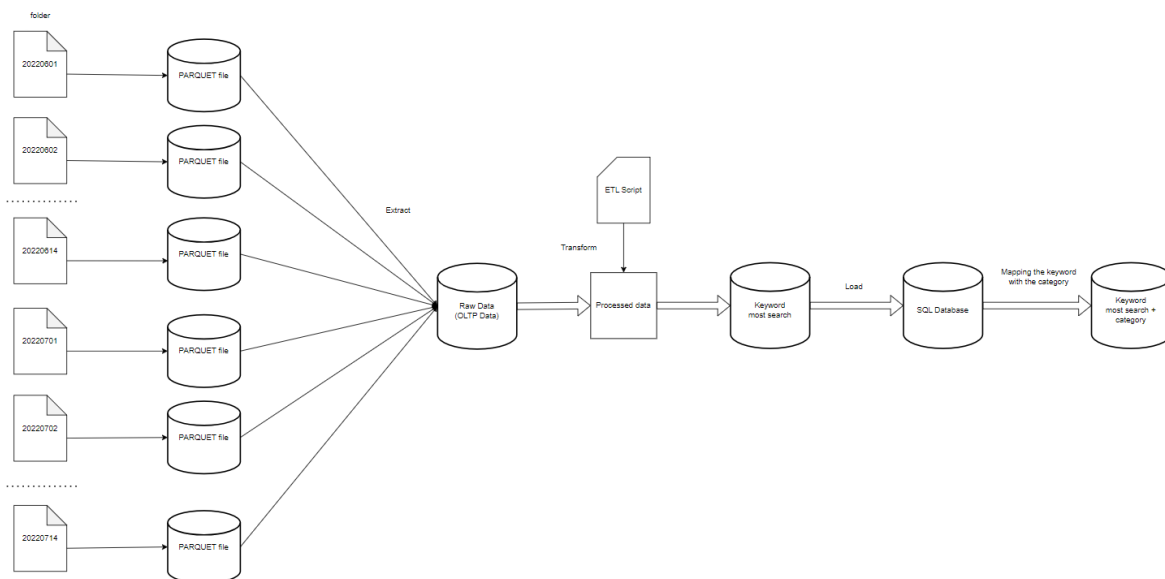 folder
20220601
PARQUET file
20220602
PARQUET file
20220614
PARQUET file
20220701
PARQUET file
20220702
PARQUET file
20220714
PARQUET file
Extract
Raw Data
(OLTP Data)
ETL Script
Transform
Processed data
Keyword
most search
Load
SQL Database
Mapping the keyword
with the category
Keyword
most search +
category